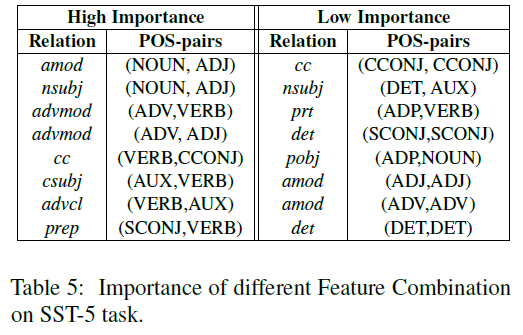 High Importance Low Importance
Relation POS-pairs Relation POS-pairs
amod (NOUN, ADJ) cc (CCONJ, CCONJ)
nsubj (NOUN, ADJ) nsubj (DET, AUX)
advmod (ADV,VERB) prt (ADP,VERB)
advmod (ADV, ADJ) det (SCONJ,SCONJ)
cc (VERB,CCONJ) pobj (ADP,NOUN)
csubj (AUX,VERB) amod (ADJ,ADJ)
advcl (VERB,AUX) amod (ADV,ADV)
prep (SCONJ,VERB) det (DET,DET)
Table 5: Importance of different Feature Combination
on SST-5 task.